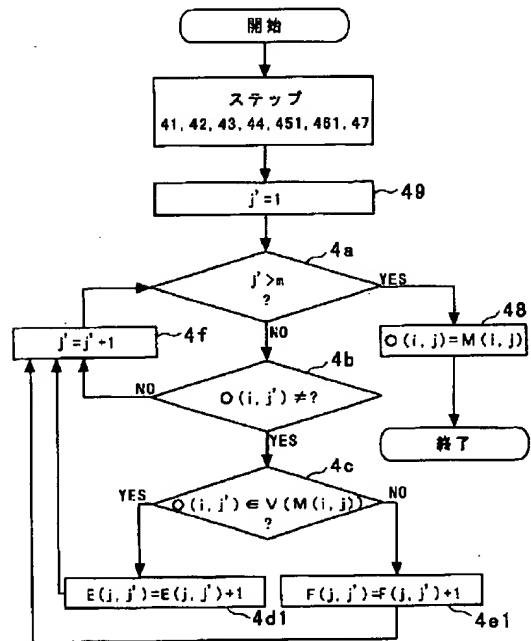 開始
ステップ
41, 42, 43, 44, 451, 461, 47
j'=1
49
j'>m
?
4a
YES
NO
j'=j'+1
4f
48
O(i,j)=M(i,j)
4b
NO
O(i,j')≠?
YES
終了
4c
YES
O(i,j')∈V(M(i,j))
?
NO
E(j,j')=E(j,j')+1
4d1
F(j,j')=F(j,j')+1
4e1